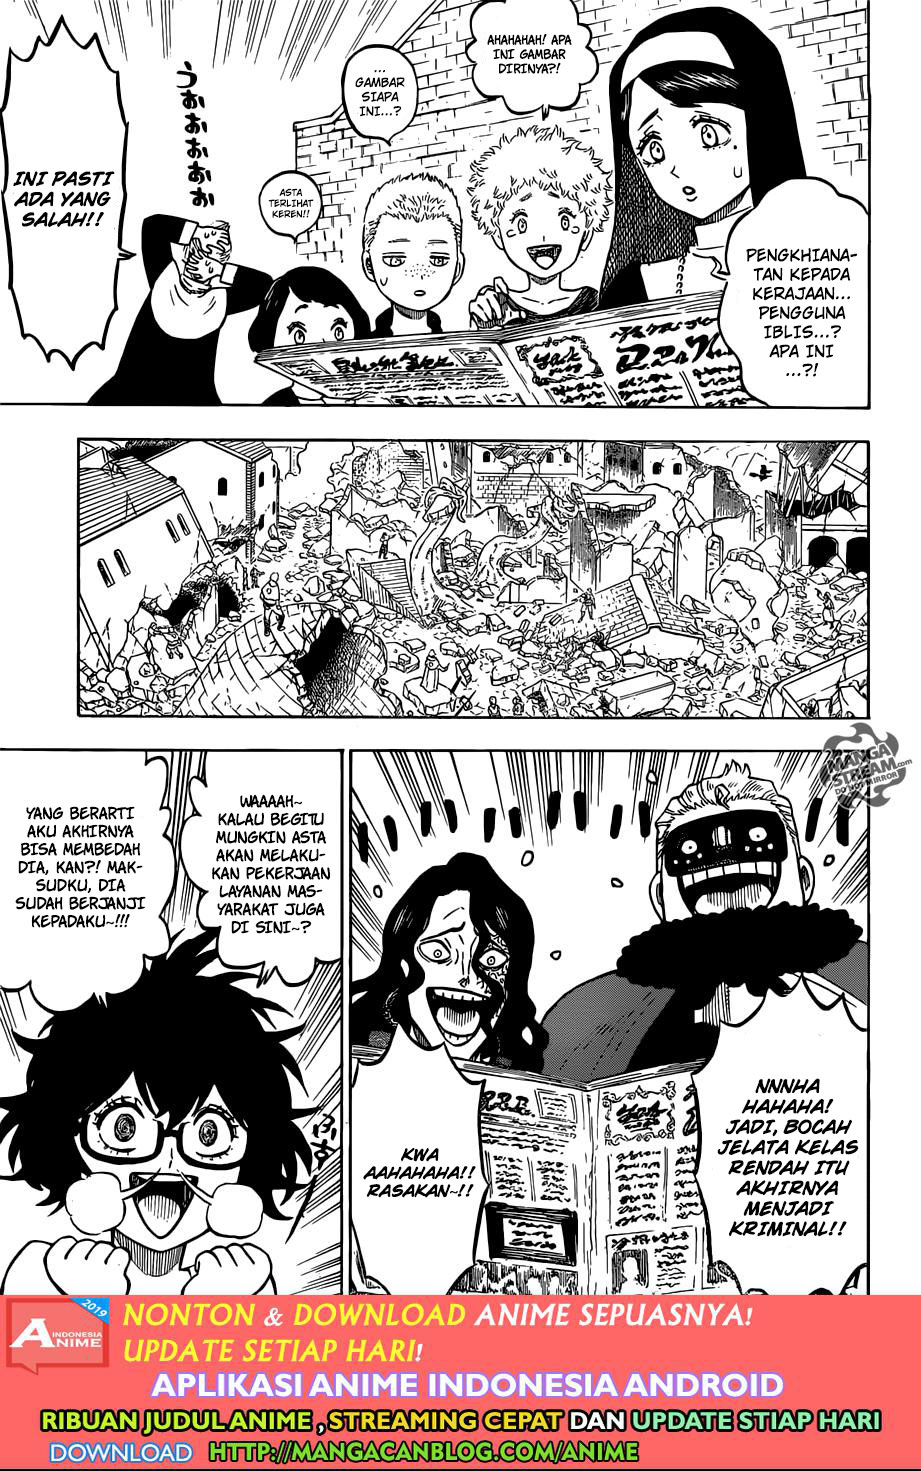 AHAHAHAH! APA
INI GAMBAR
DIRINYA?!
...
GAMBAR
SIAPA
INI...?
ASTA
TERLIHAT
KEREN!!
うおおおおお
INI PASTI
ADA YANG
SALAH!!
PENGKHIANA-
TAN KEPADA
KERAJAAN...
PENGGUNA
IBLIS...?
APA INI
...?!
MANGA
STREAM.com
DO NOT MIRROR
NNNHA
HAHAHA!
JADI, BOCAH
JELATA KELAS
RENDAH ITU
AKHIRNYA
MENJADI
KRIMINAL!!
KWA
AAHAHAHA!!
RASAKAN~!!
WAAAAH~
KALAU BEGITU
MUNGKIN ASTA
AKAN MELAKU-
KAN PEKERJAAN
LAYANAN MAS-
YARAKAT JUGA
DI SINI~?
YANG BERARTI
AKU AKHIRNYA
BISA MEMBEDAH
DIA, KAN?! MAK-
SUDKU, DIA
SUDAH BERJANJI
KEPADAKU~!!!
2019
INDONESIA
ANIME
NONTON & DOWNLOAD ANIME SEPUASNYA!
UPDATE SETIAP HARI!
APLIKASI ANIME INDONESIA ANDROID
RIBUAN JUDUL ANIME , STREAMING CEPAT DAN UPDATE STIAP HARI
DOWNLOAD HTTP://MANGACANBLOG.COM/ANIME